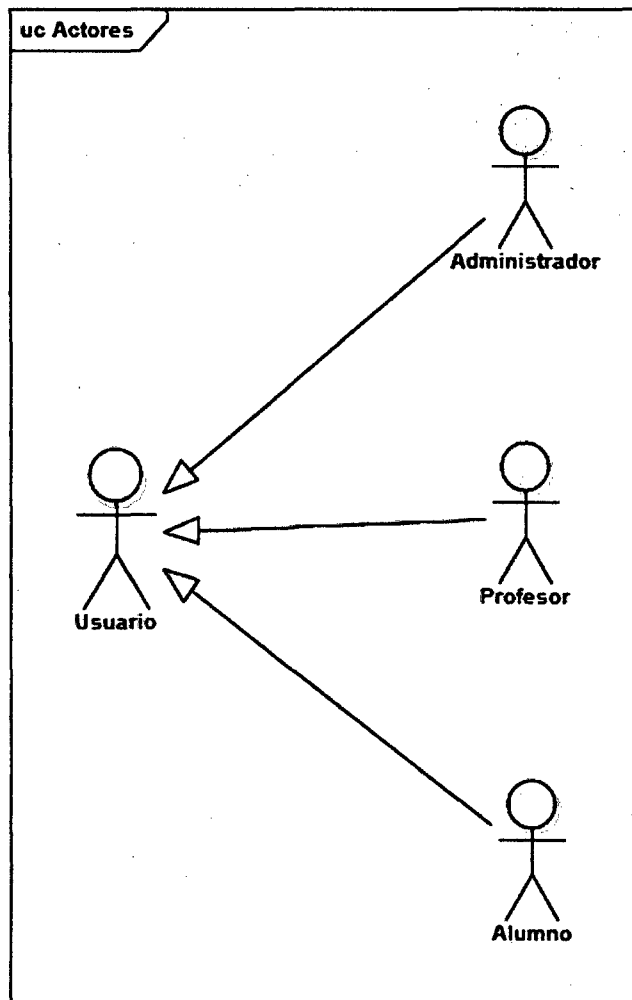 uc Actores
Administrador
Usuario
Profesor
Alumno